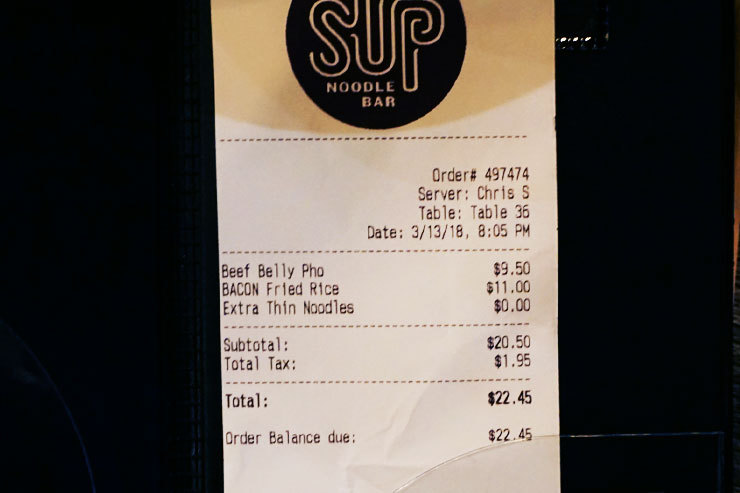 SUP
NOODLE
BAR
Order# 497474
Server: Chris S
Table: Table 36
Date: 3/13/18, 8:05 PM
Beef Belly Pho $9.50
BACON Fried Rice $11.00
Extra Thin Noodles $0.00
Subtotal: $20.50
Total Tax: $1.95
Total: $22.45
Order Balance due: $22.45